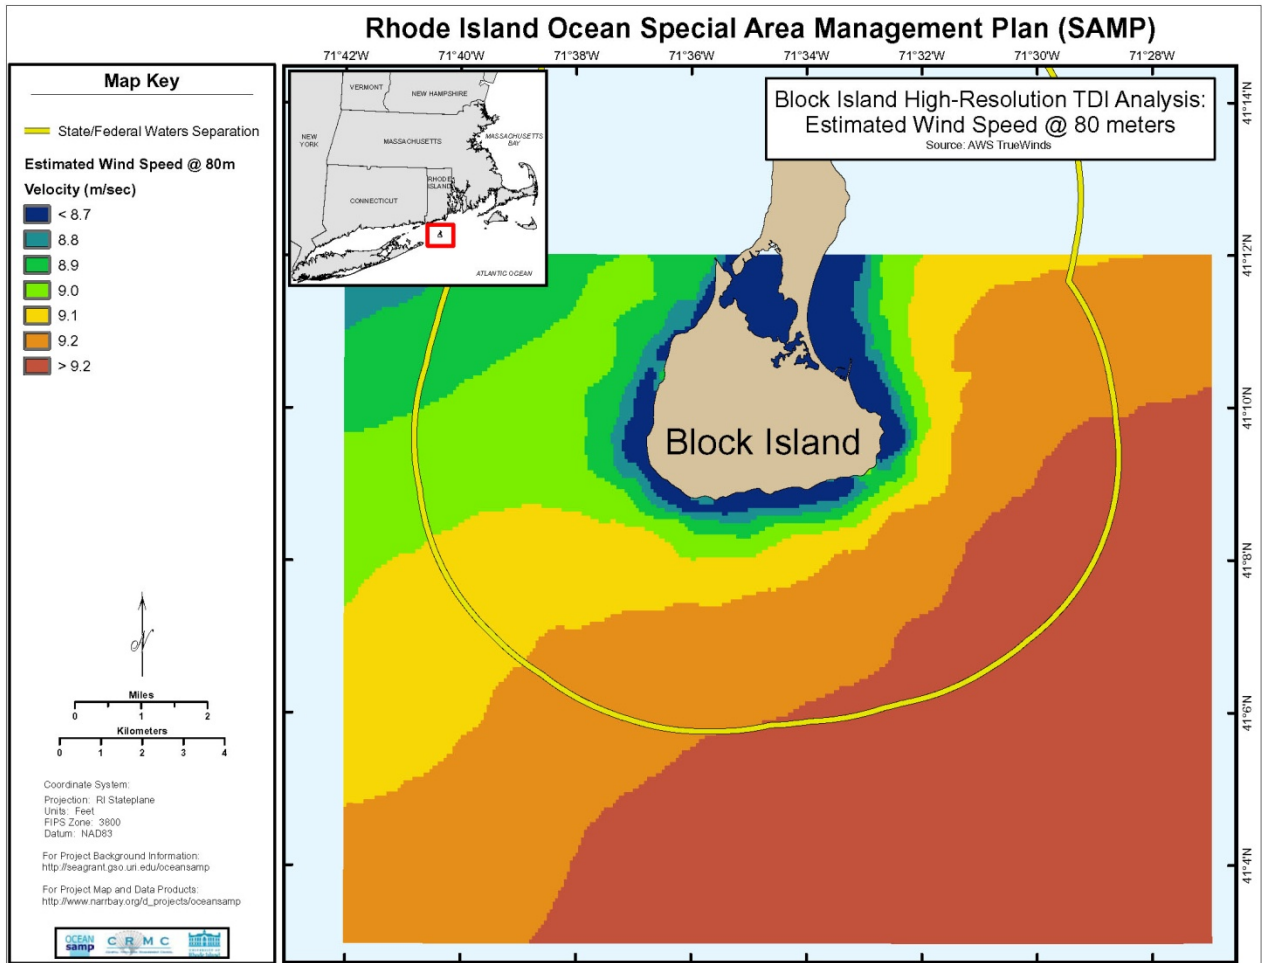 Rhode Island Ocean Special Area Management Plan (SAMP)
71°42'W
71°40'W
71°38'W
71°36'W
71°34'W
71°32'W
71°30'W
71°28'W
Map Key
State/Federal Waters Separation
Estimated Wind Speed @ 80m
Velocity (m/sec)
< 8.7
8.8
8.9
9.0
9.1
9.2
> 9.2
N
Miles
0 1 2
Kilometers
0 1 2 3 4
Coordinate System:
Projection: RI Stateplane
Units: Feet
FIPS Zone: 3800
Datum: NAD83
For Project Background Information:
http://seagrant.gso.uri.edu/oceansamp
For Project Map and Data Products:
http://www.narrbay.org/d_projects/oceansamp
OCEAN
samp
CRMC
VERMONT
NEW HAMPSHIRE
NEW
YORK
MASSACHUSETTS
MASSACHUSETTS
BAY
RHODE
ISLAND
CONNECTICUT
ATLANTIC OCEAN
Block Island High-Resolution TDI Analysis:
Estimated Wind Speed @ 80 meters
Source: AWS TrueWinds
Block Island
41°14'N
41°12'N
41°10'N
41°8'N
41°6'N
41°4'N